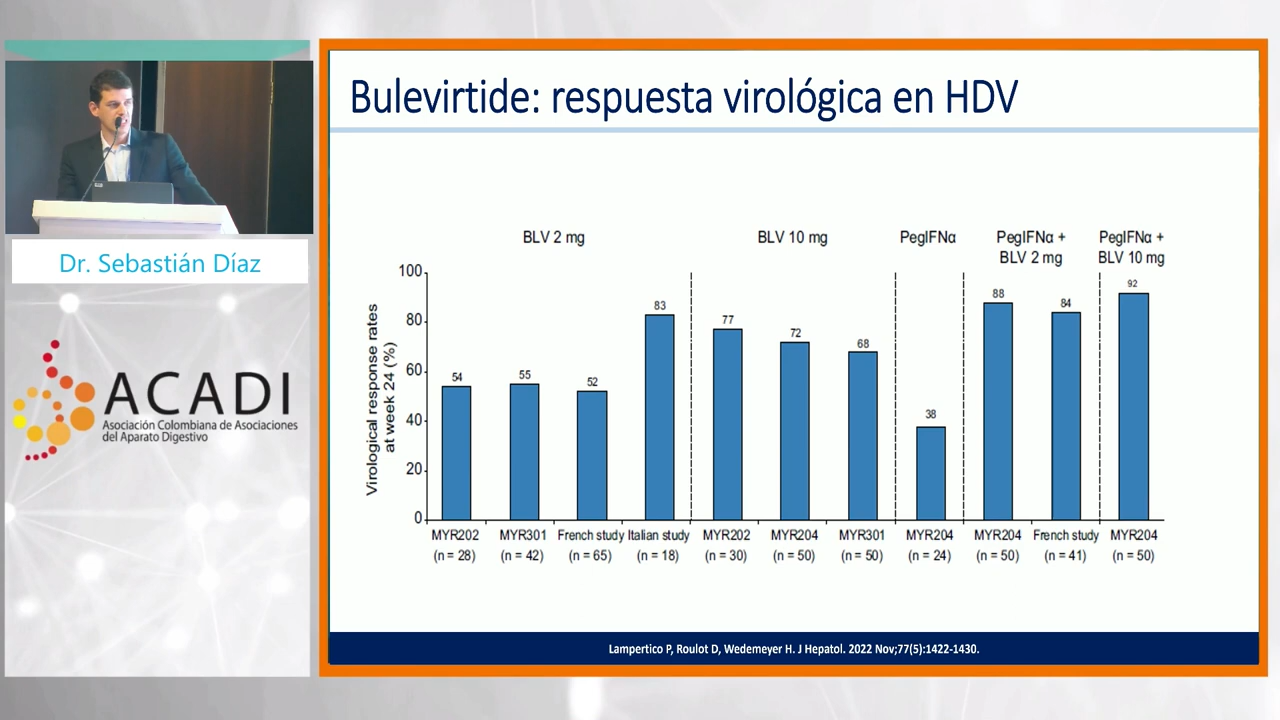 Bulevirtide: respuesta virológica en HDV
Dr. Sebastián Díaz
ACADI
Asociación Colombiana de Asociaciones
del Aparato Digestivo
BLV 2 mg
BLV 10 mg
PegIFNα
PegIFNα +
BLV 2 mg
PegIFNα +
BLV 10 mg
Virological response rates
at week 24 (%)
100
80
60
40
20
0
54
55
52
83
77
72
68
38
88
84
92
MYR202
(n = 28)
MYR301
(n = 42)
French study
(n = 65)
Italian study
(n = 18)
MYR202
(n = 30)
MYR204
(n = 50)
MYR301
(n = 50)
MYR204
(n = 24)
MYR204
(n = 50)
French study
(n = 41)
MYR204
(n = 50)
Lampertico P, Roulot D, Wedemeyer H. J Hepatol. 2022 Nov;77(5):1422-1430.